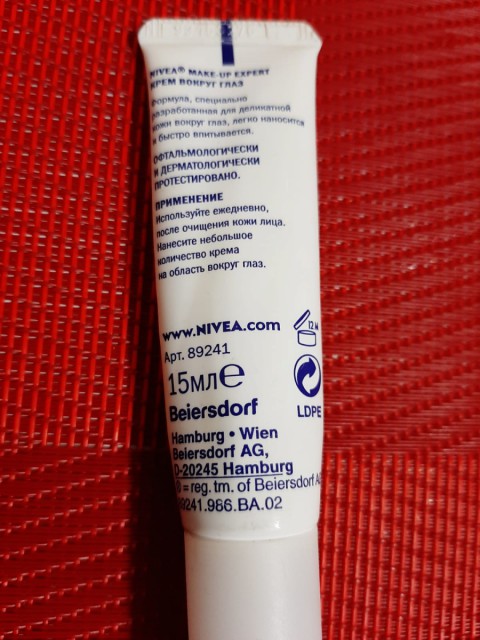 NIVEA® MAKE-UP EXPERT
КРЕМ ВОКРУГ ГЛАЗ
Формула, специально
разработанная для деликатной
кожи вокруг глаз, легко наносится
и быстро впитывается.
ОФТАЛЬМОЛОГИЧЕСКИ
И ДЕРМАТОЛОГИЧЕСКИ
ПРОТЕСТИРОВАНО.
ПРИМЕНЕНИЕ
Используйте ежедневно,
после очищения кожи лица.
Нанесите небольшое
количество крема
на область вокруг глаз.
www.NIVEA.com
12 M
Арт. 89241
15мл℮
Beiersdorf
LDPE
Hamburg • Wien
Beiersdorf AG,
D-20245 Hamburg
® = reg. tm. of Beiersdorf AG
89241.986.BA.02